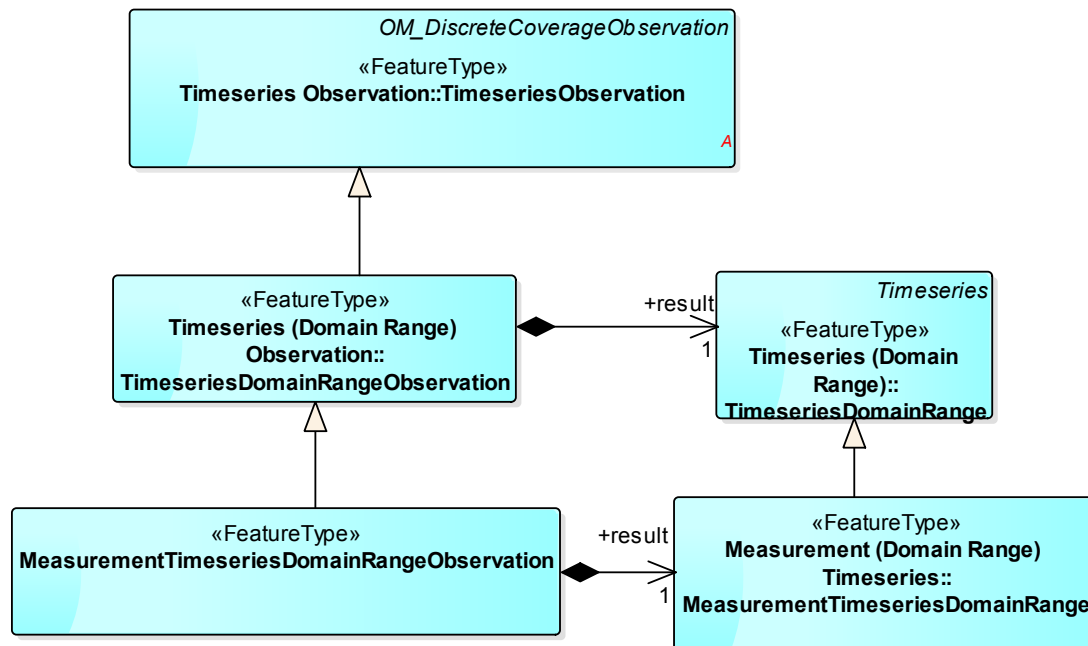 OM_DiscreteCoverageObservation
«FeatureType»
Timeseries Observation::TimeseriesObservation
A
«FeatureType»
Timeseries (Domain Range)
Observation::
TimeseriesDomainRangeObservation
+result
1
Timeseries
«FeatureType»
Timeseries (Domain
Range)::
TimeseriesDomainRange
«FeatureType»
MeasurementTimeseriesDomainRangeObservation
+result
1
«FeatureType»
Measurement (Domain Range)
Timeseries::
MeasurementTimeseriesDomainRange